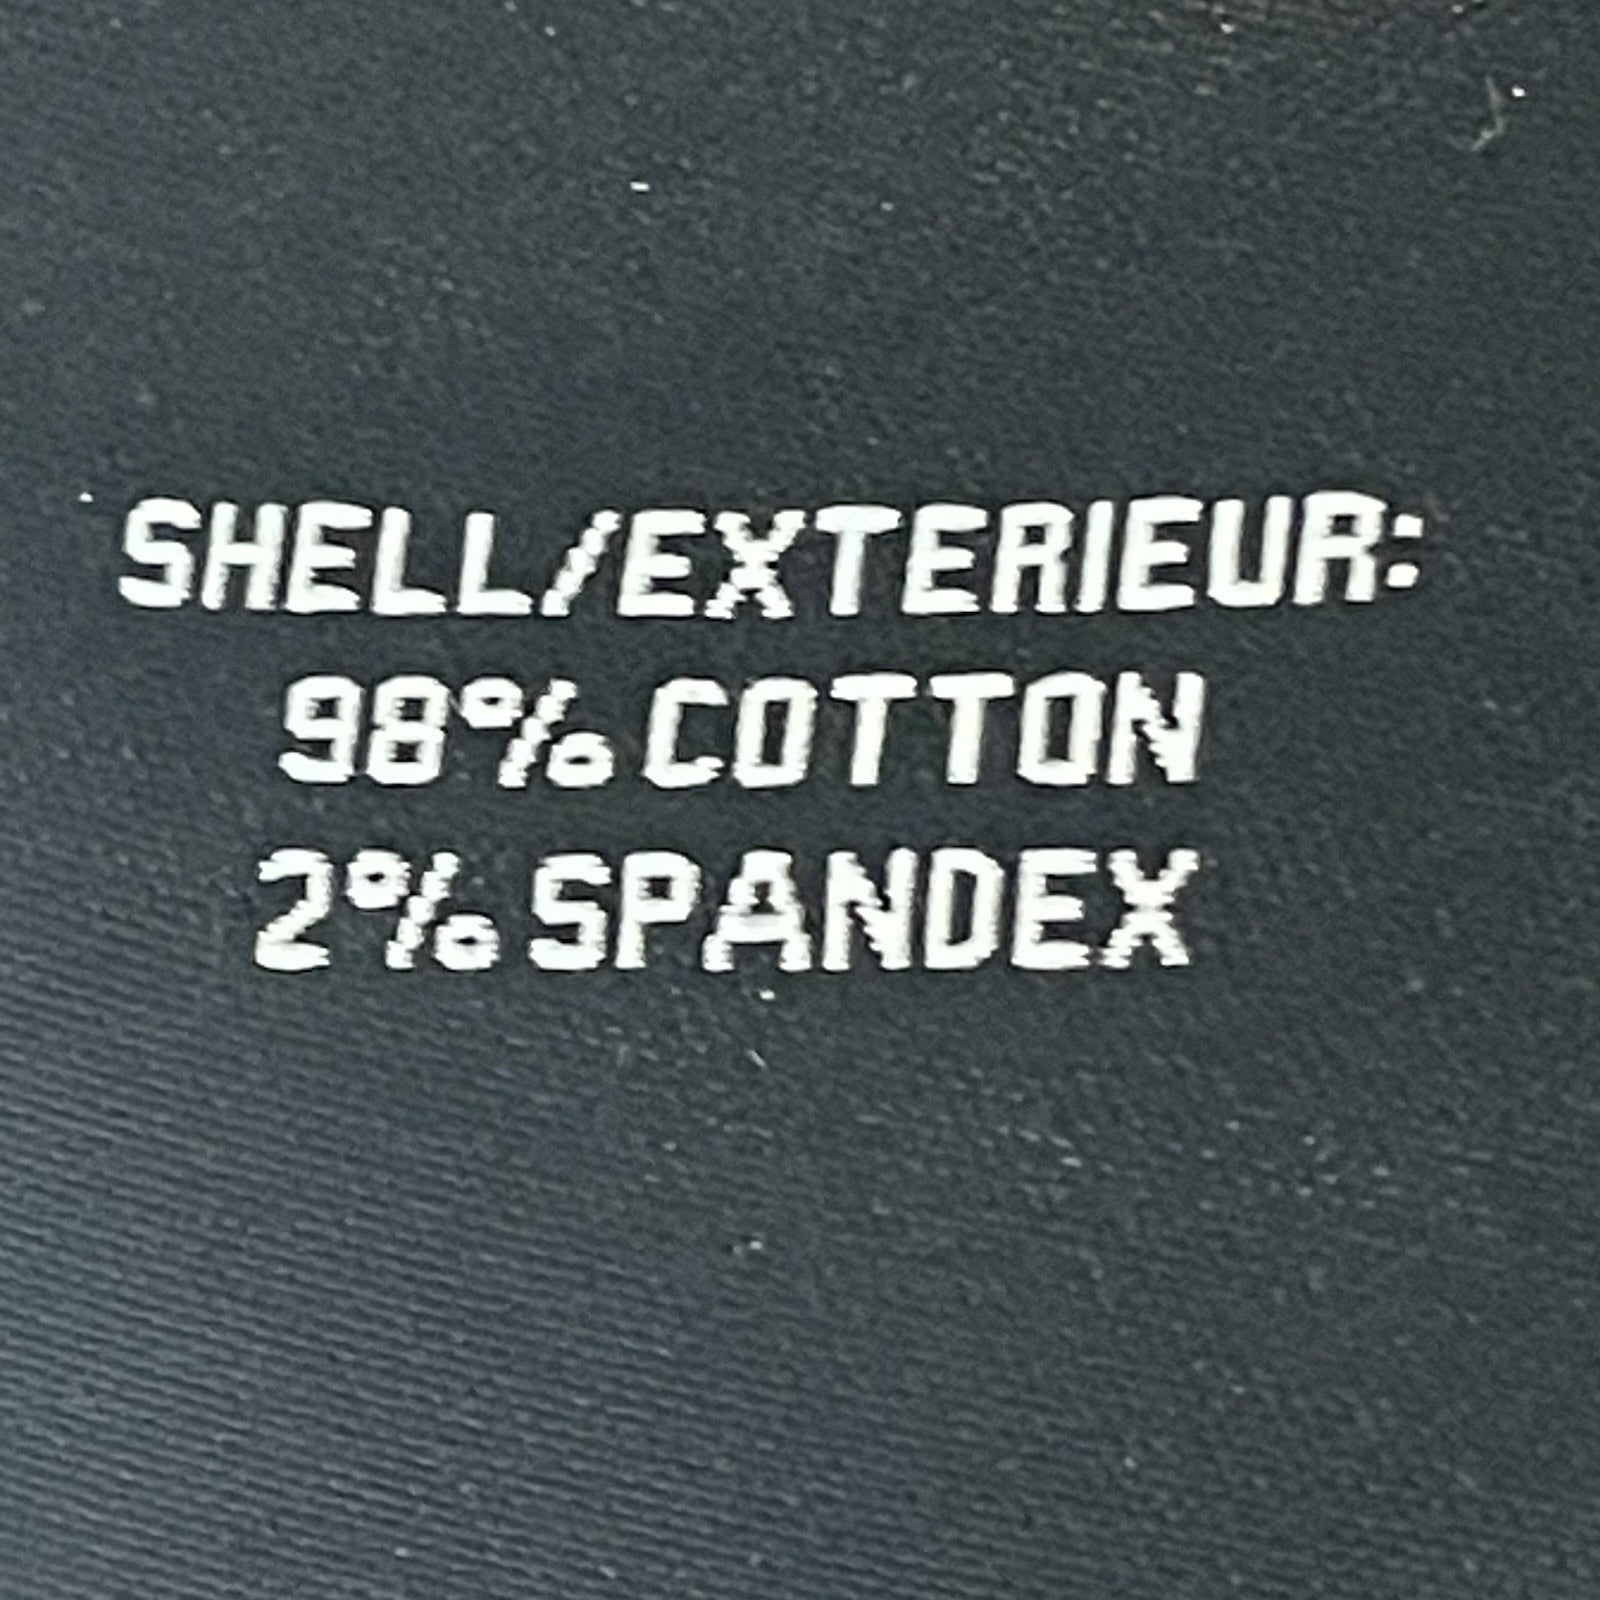 SHELL/EXTERIEUR:
98% COTTON
2% SPANDEX